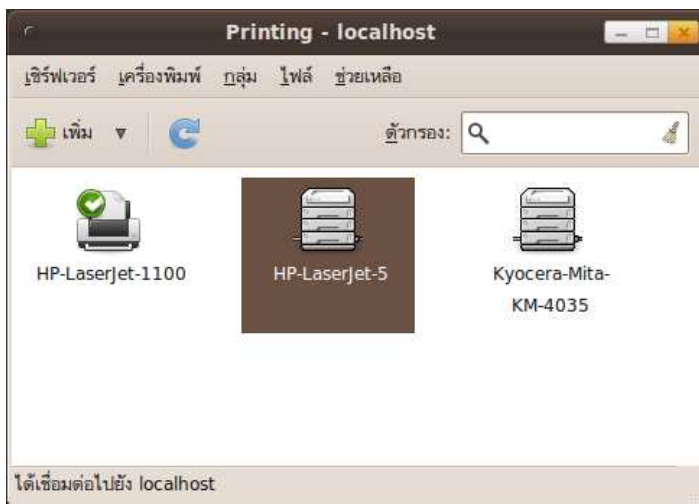 Printing - localhost
เซิร์ฟเวอร์ เครื่องพิมพ์ กลุ่ม ไฟล์ ช่วยเหลือ
เพิ่ม ตัวกรอง:
HP-LaserJet-1100 HP-LaserJet-5 Kyocera-Mita-
KM-4035
ได้เชื่อมต่อไปยัง localhost